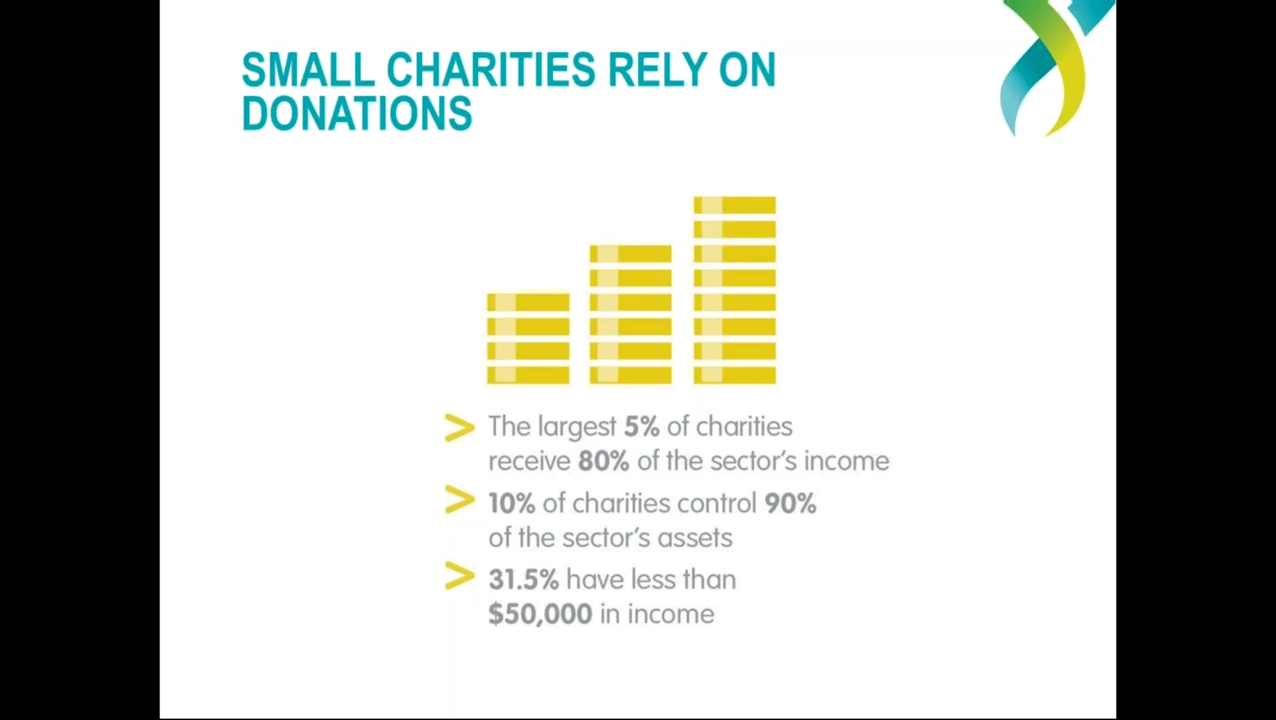 SMALL CHARITIES RELY ON
DONATIONS
> The largest 5% of charities
receive 80% of the sector's income
> 10% of charities control 90%
of the sector's assets
> 31.5% have less than
$50,000 in income